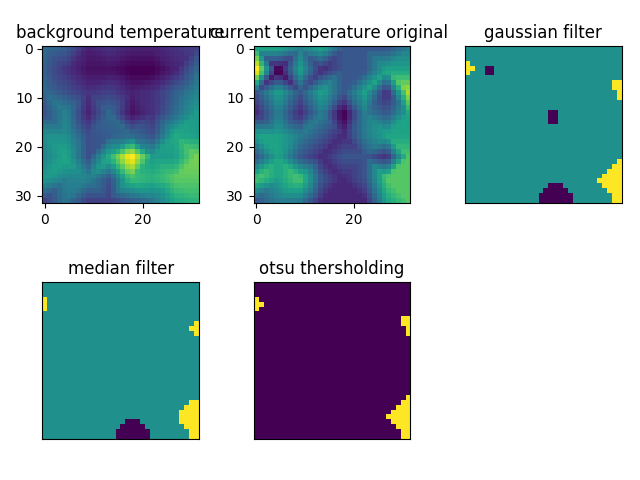 background temperature
current temperature original
gaussian filter
0
10
20
30
0
20
0
10
20
30
0
20
median filter
otsu thersholding